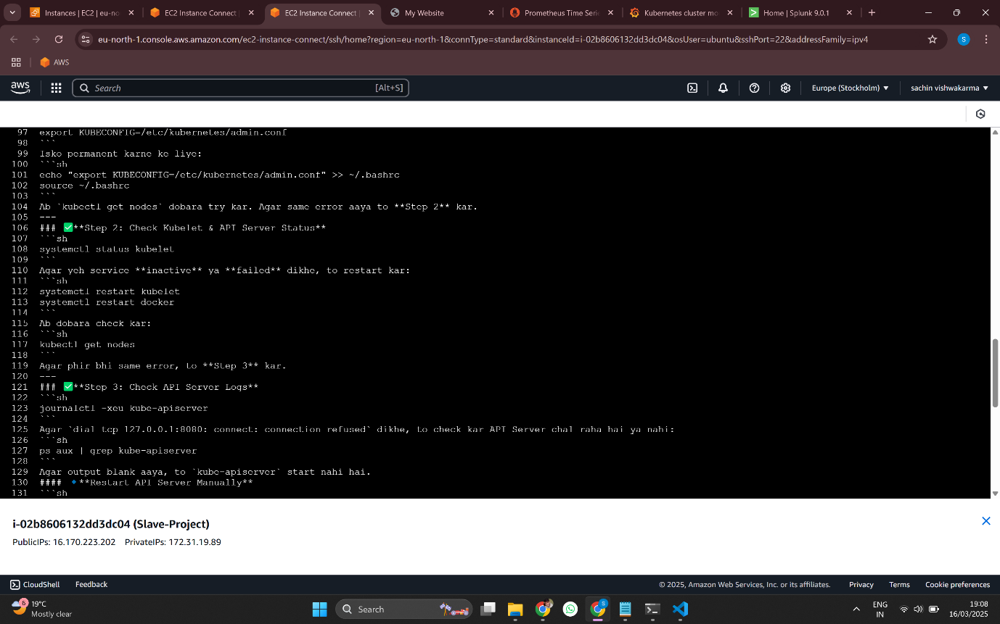 Instances | EC2 | eu-no
EC2 Instance Connect
EC2 Instance Connect
My Website
Prometheus Time Serie
Kubernetes cluster mo
Home | Splunk 9.0.1
eu-north-1.console.aws.amazon.com/ec2-instance-connect/ssh/home?region=eu-north-1&connType=standard&instanceId=i-02b8606132dd3dc04&osUser=ubuntu&sshPort=22&addressFamily=ipv4
S
AWS
aws
Search
[Alt+S]
Europe (Stockholm)
sachin vishwakarma
97 export KUBECONFIG=/etc/kubernetes/admin.conf
98 ```
99 Isko permanent karne ke liye:
100 ```sh
101 echo "export KUBECONFIG=/etc/kubernetes/admin.conf" >> ~/.bashrc
102 source ~/.bashrc
103 ```
104 Ab `kubectl get nodes` dobara try kar. Agar same error aaya to **Step 2** kar.
105 ---
106 ### ✅**Step 2: Check Kubelet & API Server Status**
107 ```sh
108 systemctl status kubelet
109 ```
110 Agar yeh service **inactive** ya **failed** dikhe, to restart kar:
111 ```sh
112 systemctl restart kubelet
113 systemctl restart docker
114 ```
115 Ab dobara check kar:
116 ```sh
117 kubectl get nodes
118 ```
119 Agar phir bhi same error, to **Step 3** kar.
120 ---
121 ### ✅**Step 3: Check API Server Logs**
122 ```sh
123 journalctl -xeu kube-apiserver
124 ```
125 Agar `dial tcp 127.0.0.1:8080: connect: connection refused` dikhe, to check kar API Server chal raha hai ya nahi:
126 ```sh
127 ps aux | grep kube-apiserver
128 ```
129 Agar output blank aaya, to `kube-apiserver` start nahi hai.
130 #### 🔹**Restart API Server Manually**
131 ```sh
i-02b8606132dd3dc04 (Slave-Project)
PublicIPs: 16.170.223.202 PrivateIPs: 172.31.19.89
CloudShell
Feedback
© 2025, Amazon Web Services, Inc. or its affiliates.
Privacy
Terms
Cookie preferences
6
19°C
Mostly clear
Search
S
ENG
IN
19:08
16/03/2025